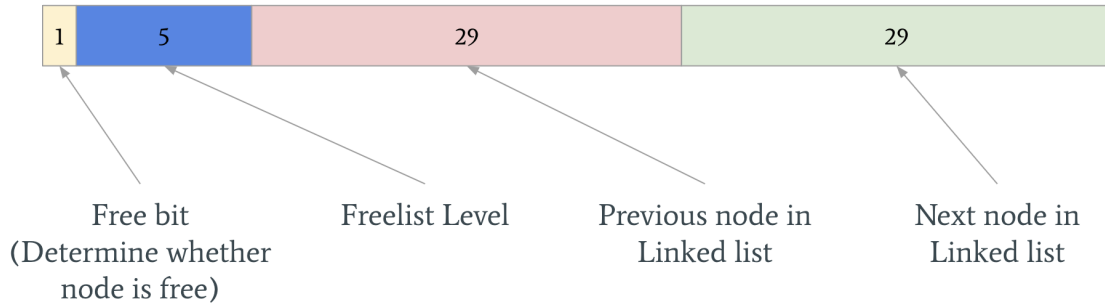 1
5
29
29
Free bit
(Determine whether
node is free)
Freelist Level
Previous node in
Linked list
Next node in
Linked list